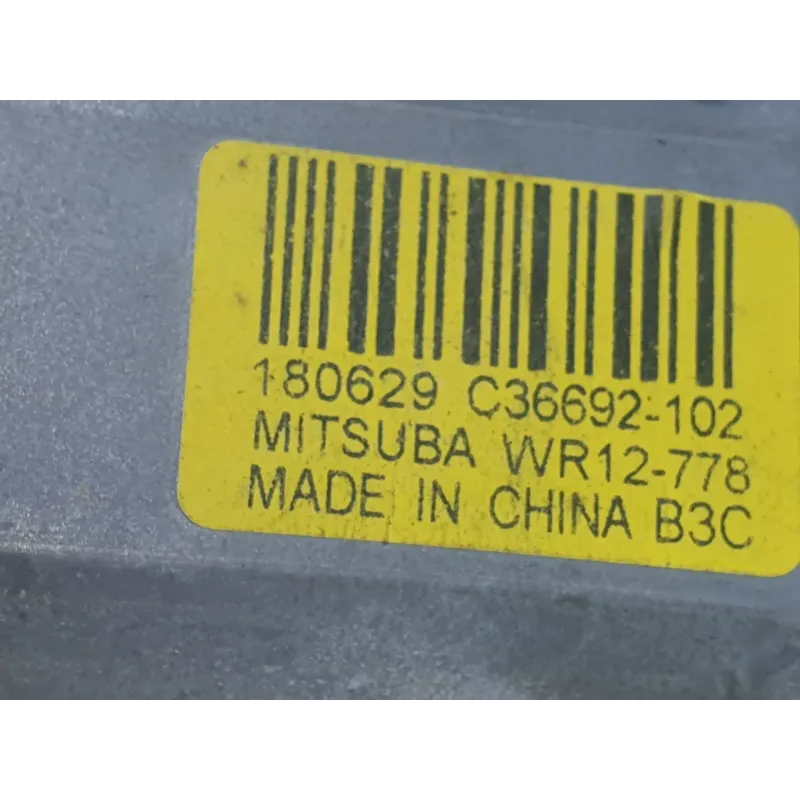 180629 C36692-102
MITSUBA WR12-778
MADE IN CHINA B3C